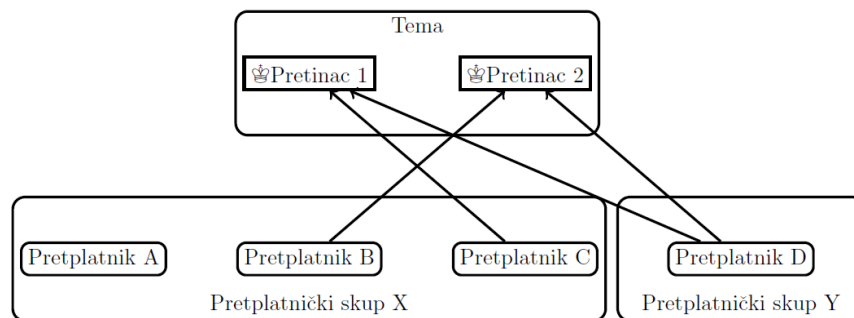 Tema
♔Pretinac 1
♔Pretinac 2
Pretplatnik A
Pretplatnik B
Pretplatnik C
Pretplatnik D
Pretplatnički skup X
Pretplatnički skup Y